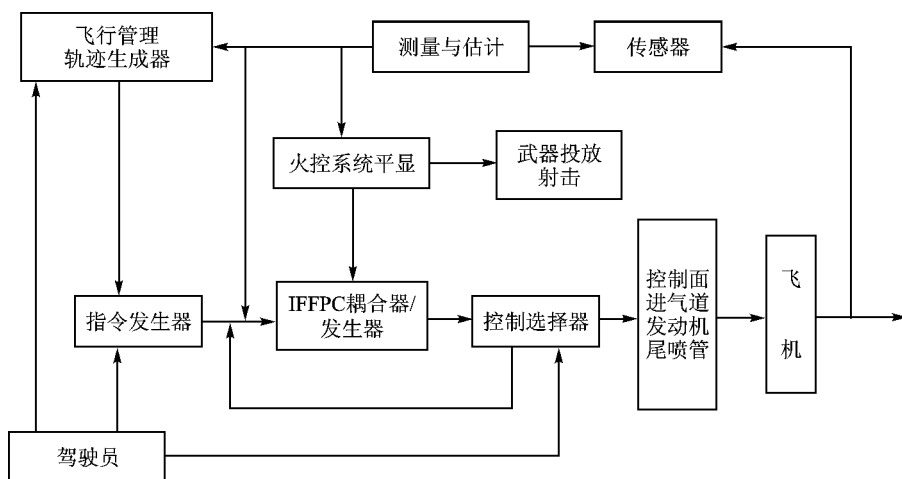 飞行管理
轨迹生成器
测量与估计
传感器
火控系统平显
武器投放
射击
指令发生器
IFFPC耦合器/
发生器
控制选择器
控制面
进气道
发动机
尾喷管
飞
机
驾驶员